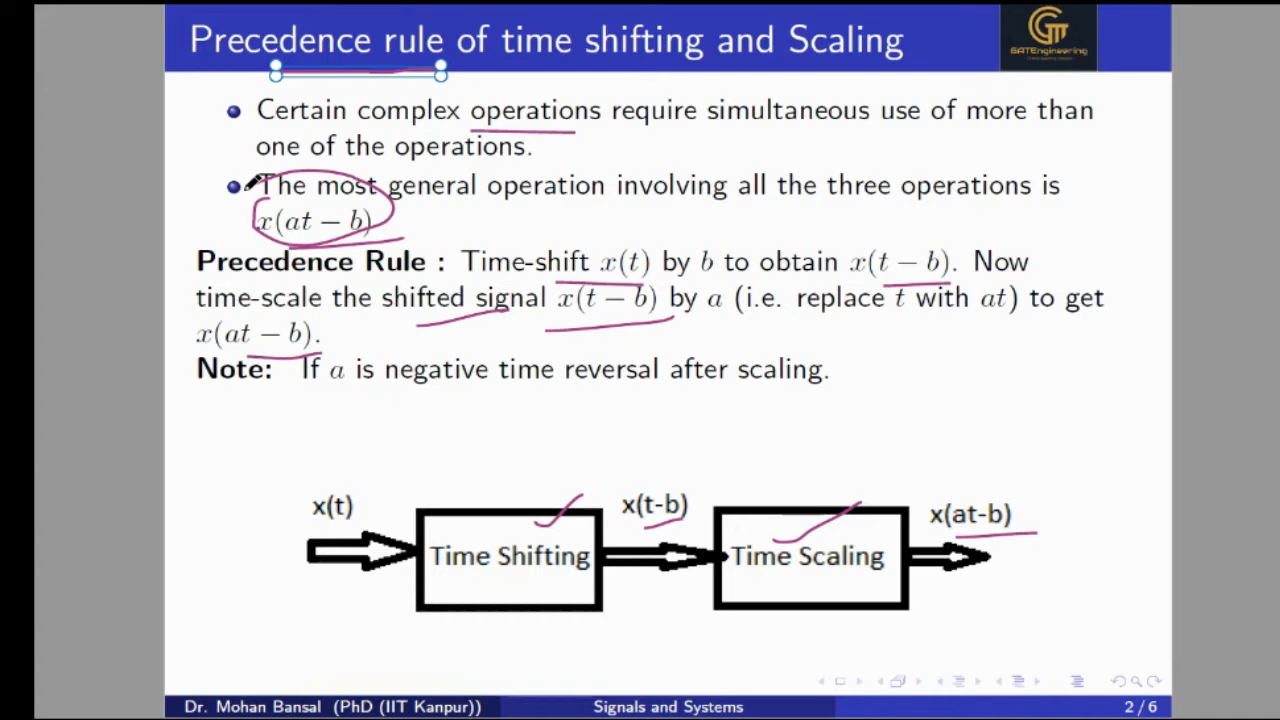 Precedence rule of time shifting and Scaling
GATEngineering
Certain complex operations require simultaneous use of more than
one of the operations.
The most general operation involving all the three operations is
x(at − b)
Precedence Rule : Time-shift x(t) by b to obtain x(t − b). Now
time-scale the shifted signal x(t − b) by a (i.e. replace t with at) to get
x(at − b).
Note: If a is negative time reversal after scaling.
x(t)
x(t-b)
x(at-b)
Time Shifting
Time Scaling
Dr. Mohan Bansal (PhD (IIT Kanpur))
Signals and Systems
2 / 6